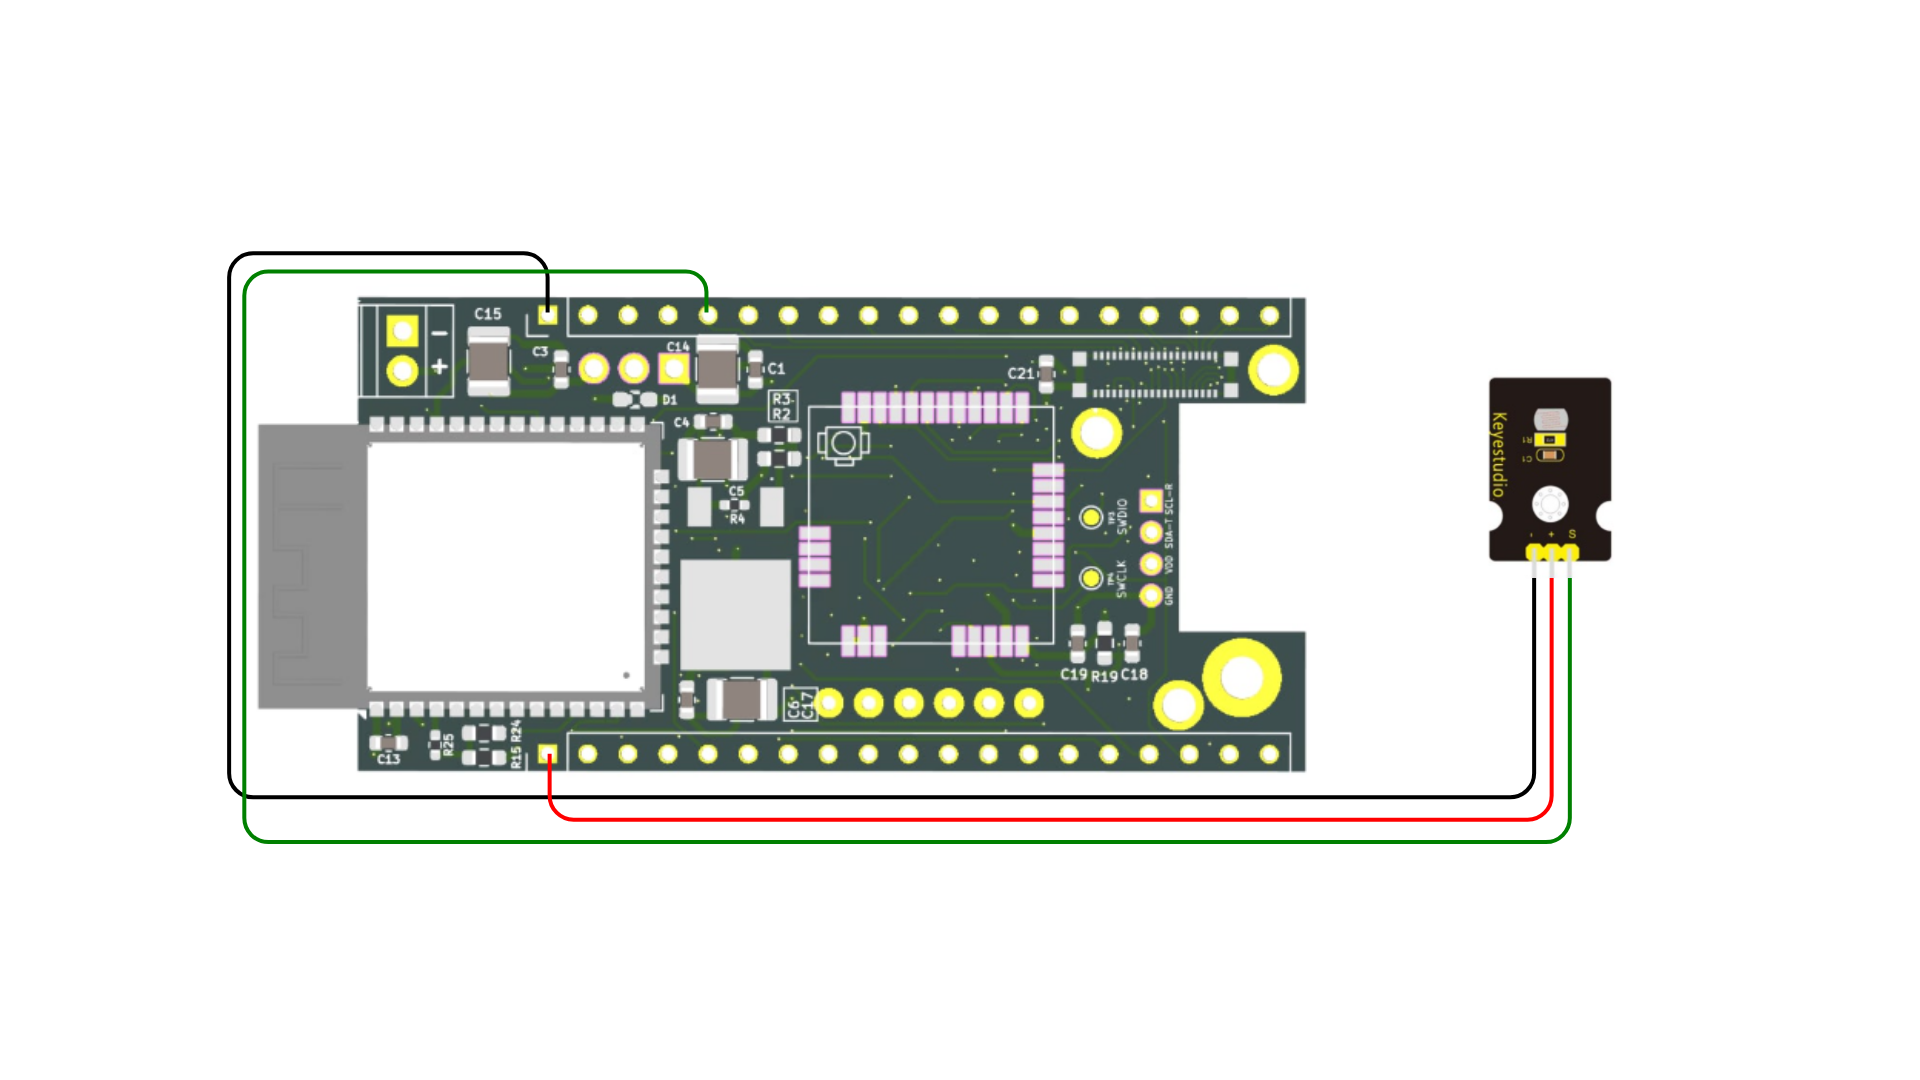 C15
−
+
C3
C14
C1
D1
R3
R2
C4
C5
R4
C21
TP3
SWDIO
SCL-R
SDA-T
VDD
GND
TP4
SWCLK
C19 R19 C18
C6
C17
C13
R25
R24
R15
Keyestudio
R1
C1
- + S